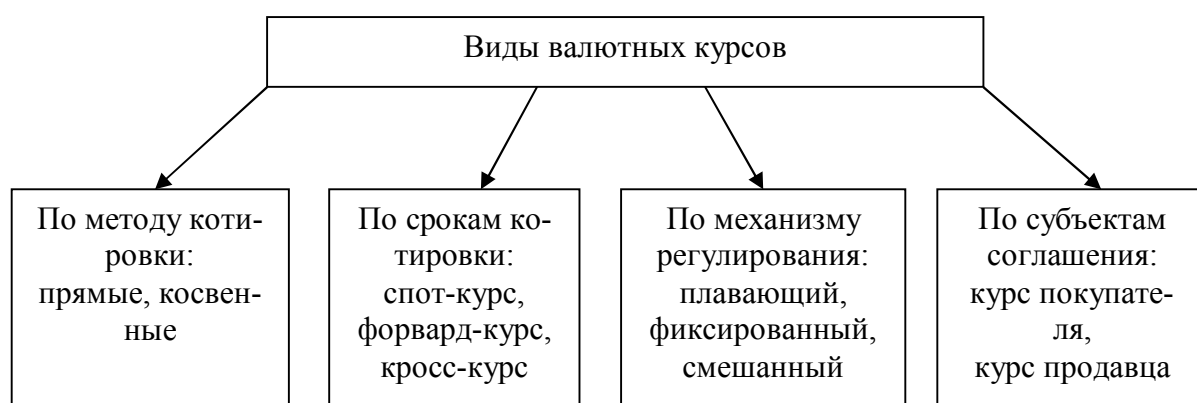 Виды валютных курсов
По методу коти-
ровки:
прямые, косвен-
ные
По срокам ко-
тировки:
спот-курс,
форвард-курс,
кросс-курс
По механизму
регулирования:
плавающий,
фиксированный,
смешанный
По субъектам
соглашения:
курс покупате-
ля,
курс продавца